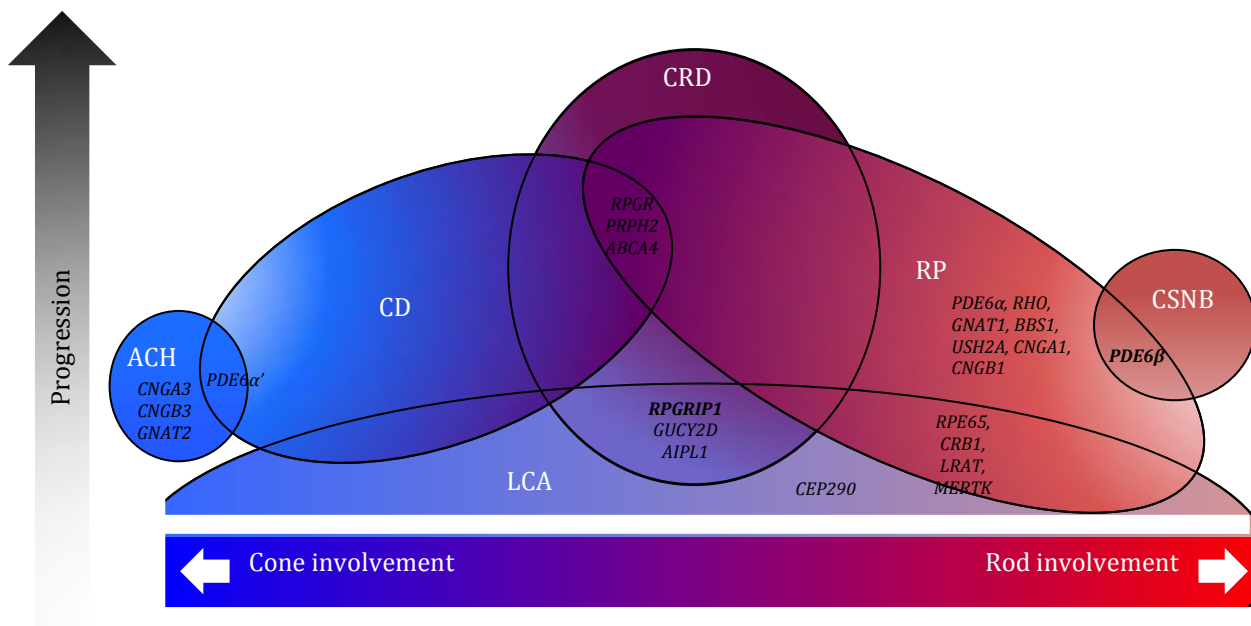 Progression
CRD
RPGR
PRPH2
ABCA4
CD
RP
CSNB
PDE6α, RHO,
GNAT1, BBS1,
USH2A, CNGA1,
CNGB1
PDE6β
ACH
CNGA3
CNGB3
GNAT2
PDE6α’
RPGRIP1
GUCY2D
AIPL1
RPE65,
CRB1,
LRAT,
MERTK
LCA
CEP290
Cone involvement
Rod involvement